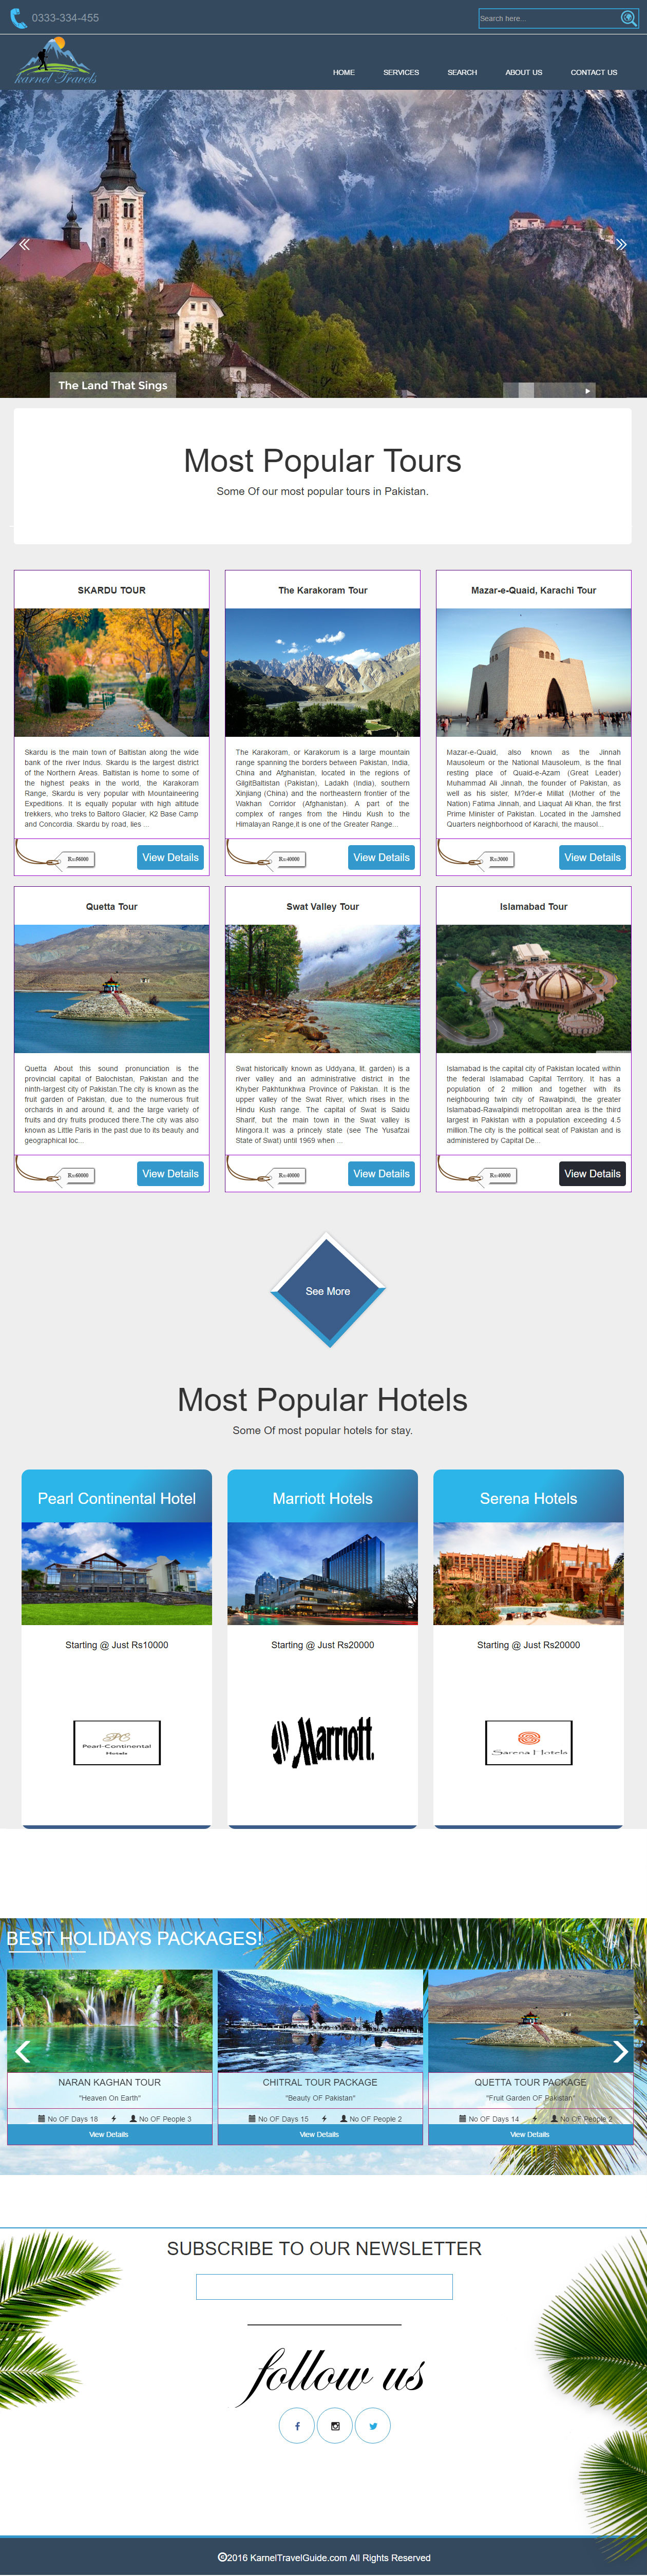 0333-334-455
Search here...
karnel Travels
HOME
SERVICES
SEARCH
ABOUT US
CONTACT US
The Land That Sings
Most Popular Tours
Some Of our most popular tours in Pakistan.
SKARDU TOUR
Skardu is the main town of Baltistan along the wide
bank of the river Indus. Skardu is the largest district
of the Northern Areas. Baltistan is home to some of
the highest peaks in the world, the Karakoram
Range, Skardu is very popular with Mountaineering
Expeditions. It is equally popular with high altitude
trekkers, who treks to Baltoro Glacier, K2 Base Camp
and Concordia. Skardu by road, lies ...
Rs:98000
View Details
The Karakoram Tour
The Karakoram, or Karakorum is a large mountain
range spanning the borders between Pakistan, India,
China and Afghanistan, located in the regions of
GilgitBaltistan (Pakistan), Ladakh (India), southern
Xinjiang (China) and the northeastern frontier of the
Wakhan Corridor (Afghanistan). A part of the
complex of ranges from the Hindu Kush to the
Himalayan Range,it is one of the Greater Range...
Rs:40000
View Details
Mazar-e-Quaid, Karachi Tour
Mazar-e-Quaid, also known as the Jinnah
Mausoleum or the National Mausoleum, is the final
resting place of Quaid-e-Azam (Great Leader)
Muhammad Ali Jinnah, the founder of Pakistan, as
well as his sister, M?der-e Millat (Mother of the
Nation) Fatima Jinnah, and Liaquat Ali Khan, the first
Prime Minister of Pakistan. Located in the Jamshed
Quarters neighborhood of Karachi, the mausol...
Rs:3000
View Details
Quetta Tour
Quetta About this sound pronunciation is the
provincial capital of Balochistan, Pakistan and the
ninth-largest city of Pakistan.The city is known as the
fruit garden of Pakistan, due to the numerous fruit
orchards in and around it, and the large variety of
fruits and dry fruits produced there.The city was also
known as Little Paris in the past due to its beauty and
geographical loc...
Rs:60000
View Details
Swat Valley Tour
Swat historically known as Uddyana, lit. garden) is a
river valley and an administrative district in the
Khyber Pakhtunkhwa Province of Pakistan. It is the
upper valley of the Swat River, which rises in the
Hindu Kush range. The capital of Swat is Saidu
Sharif, but the main town in the Swat valley is
Mingora.It was a princely state (see The Yusafzai
State of Swat) until 1969 when ...
Rs:40000
View Details
Islamabad Tour
Islamabad is the capital city of Pakistan located within
the federal Islamabad Capital Territory. It has a
population of 2 million and together with its
neighbouring twin city of Rawalpindi, the greater
Islamabad-Rawalpindi metropolitan area is the third
largest in Pakistan with a population exceeding 4.5
million.The city is the political seat of Pakistan and is
administered by Capital De...
Rs:40000
View Details
See More
Most Popular Hotels
Some Of most popular hotels for stay.
Pearl Continental Hotel
Starting @ Just Rs10000
PC
Pearl-Continental
Hotels
Marriott Hotels
Starting @ Just Rs20000
Marriott.
Serena Hotels
Starting @ Just Rs20000
Serena Hotels
BEST HOLIDAYS PACKAGES!
NARAN KAGHAN TOUR
"Heaven On Earth"
No OF Days 18 No OF People 3
View Details
CHITRAL TOUR PACKAGE
"Beauty OF Pakistan"
No OF Days 15 No OF People 2
View Details
QUETTA TOUR PACKAGE
"Fruit Garden OF Pakistan"
No OF Days 14 No OF People 2
View Details
SUBSCRIBE TO OUR NEWSLETTER
follow us
©2016 KarnelTravelGuide.com All Rights Reserved